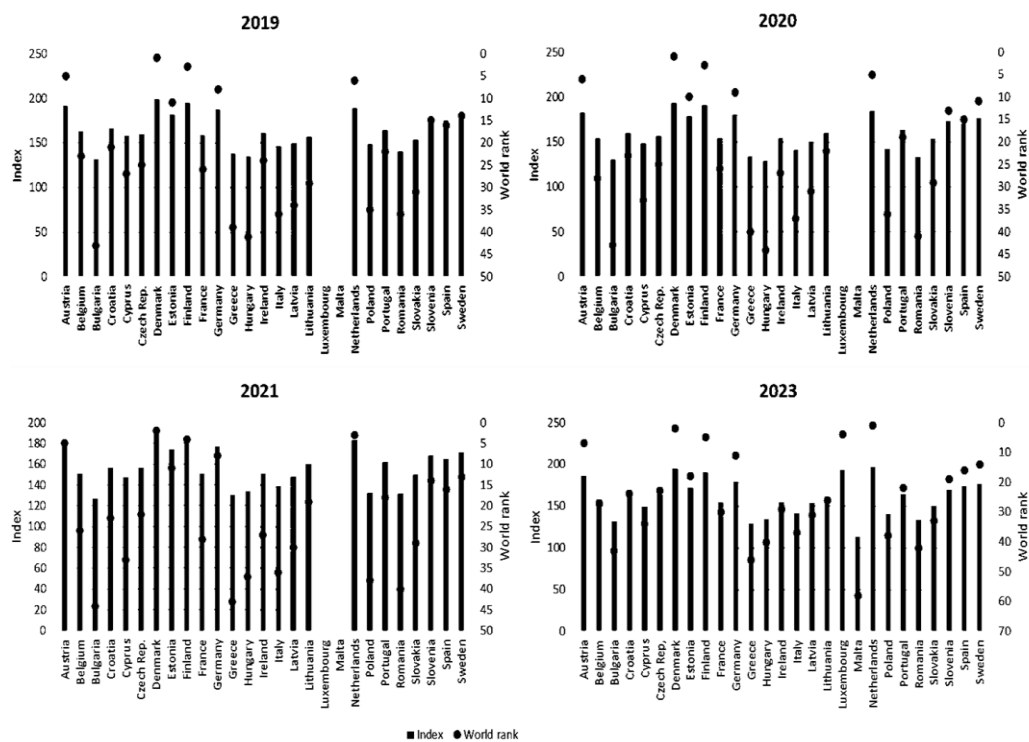 2019
250
200
150
100
50
0
Index
0
5
10
15
20
25
30
35
40
45
50
World rank
Austria
Belgium
Bulgaria
Croatia
Cyprus
Czech Rep.
Denmark
Estonia
Finland
France
Germany
Greece
Hungary
Ireland
Italy
Latvia
Lithuania
Luxembourg
Malta
Netherlands
Poland
Portugal
Romania
Slovakia
Slovenia
Spain
Sweden
2020
250
200
150
100
50
0
Index
0
5
10
15
20
25
30
35
40
45
50
World rank
Austria
Belgium
Bulgaria
Croatia
Cyprus
Czech Rep.
Denmark
Estonia
Finland
France
Germany
Greece
Hungary
Ireland
Italy
Latvia
Lithuania
Luxembourg
Malta
Netherlands
Poland
Portugal
Romania
Slovakia
Slovenia
Spain
Sweden
2021
200
180
160
140
120
100
80
60
40
20
0
Index
0
5
10
15
20
25
30
35
40
45
50
World rank
Austria
Belgium
Bulgaria
Croatia
Cyprus
Czech Rep.
Denmark
Estonia
Finland
France
Germany
Greece
Hungary
Ireland
Italy
Latvia
Lithuania
Luxembourg
Malta
Netherlands
Poland
Portugal
Romania
Slovakia
Slovenia
Spain
Sweden
2023
250
200
150
100
50
0
Index
0
10
20
30
40
50
60
70
World rank
Austria
Belgium
Bulgaria
Croatia
Cyprus
Czech Rep,
Denmark
Estonia
Finland
France
Germany
Greece
Hungary
Ireland
Italy
Latvia
Lithuania
Luxembourg
Malta
Netherlands
Poland
Portugal
Romania
Slovakia
Slovenia
Spain
Sweden
Index World rank